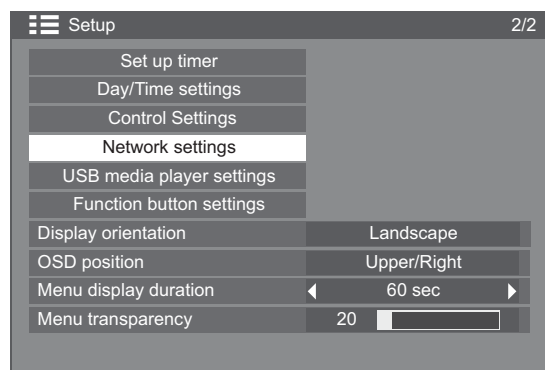 Setup 2/2
Set up timer
Day/Time settings
Control Settings
Network settings
USB media player settings
Function button settings
Display orientation Landscape
OSD position Upper/Right
Menu display duration 60 sec
Menu transparency 20